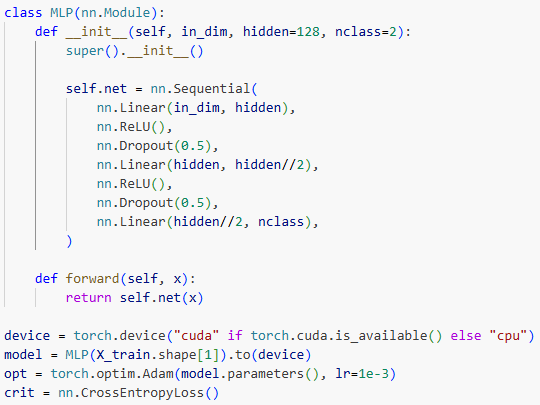 class MLP(nn.Module):
    def __init__(self, in_dim, hidden=128, nclass=2):
        super().__init__()

        self.net = nn.Sequential(
            nn.Linear(in_dim, hidden),
            nn.ReLU(),
            nn.Dropout(0.5),
            nn.Linear(hidden, hidden//2),
            nn.ReLU(),
            nn.Dropout(0.5),
            nn.Linear(hidden//2, nclass),
        )

    def forward(self, x):
        return self.net(x)

device = torch.device("cuda" if torch.cuda.is_available() else "cpu")
model = MLP(X_train.shape[1]).to(device)
opt = torch.optim.Adam(model.parameters(), lr=1e-3)
crit = nn.CrossEntropyLoss()